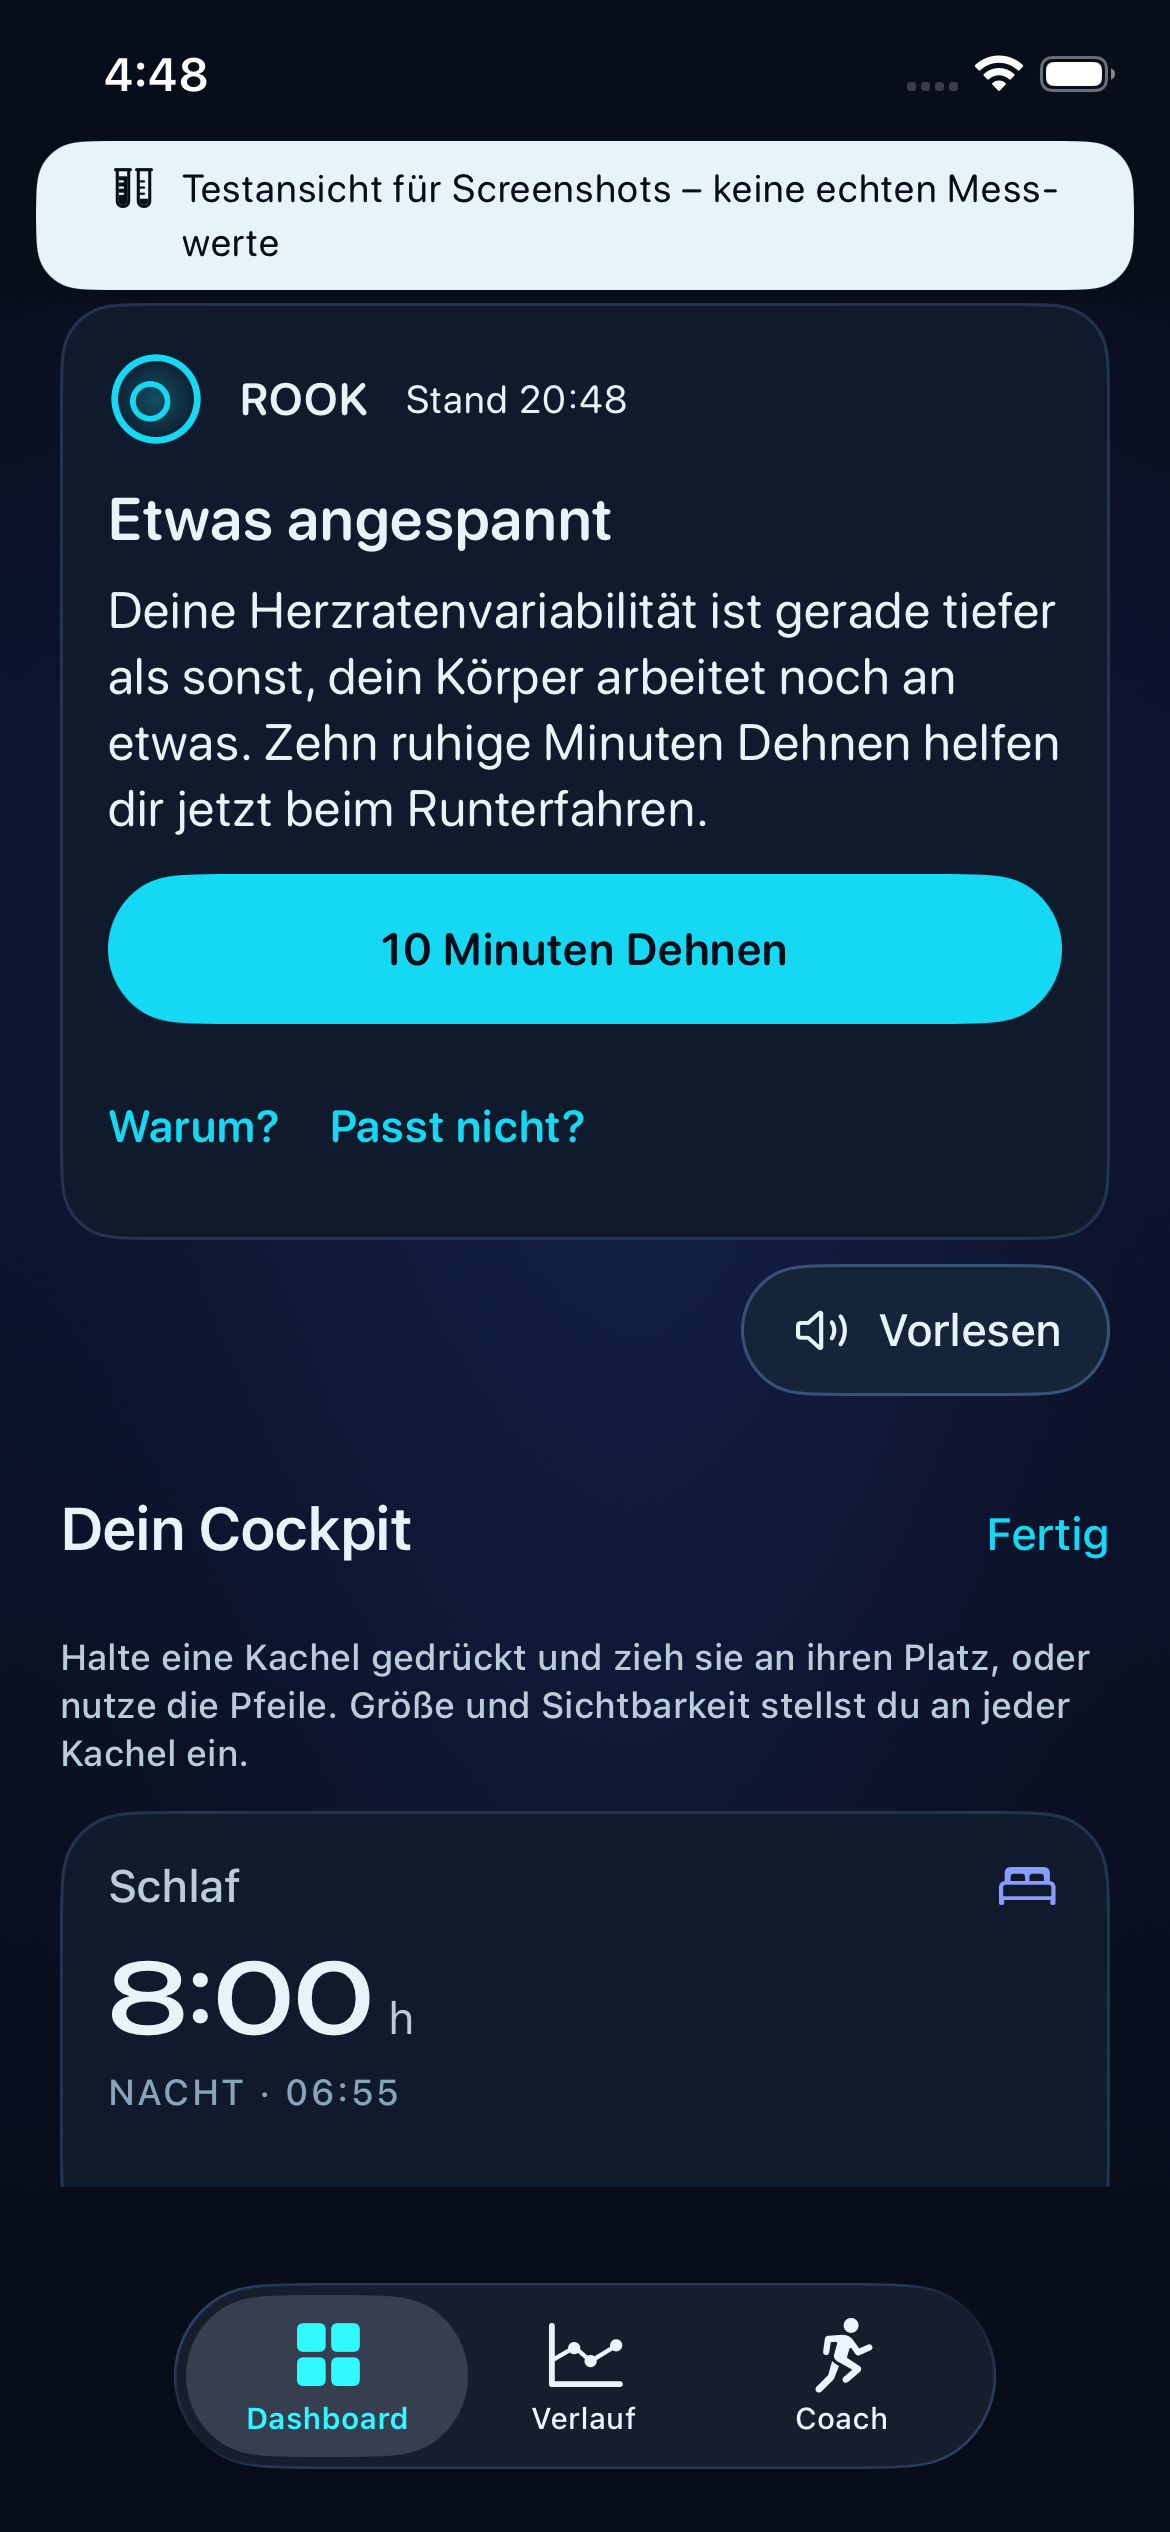 4:48
Testansicht für Screenshots – keine echten Mess-
werte
ROOK Stand 20:48
Etwas angespannt
Deine Herzratenvariabilität ist gerade tiefer
als sonst, dein Körper arbeitet noch an
etwas. Zehn ruhige Minuten Dehnen helfen
dir jetzt beim Runterfahren.
10 Minuten Dehnen
Warum? Passt nicht?
Vorlesen
Dein Cockpit Fertig
Halte eine Kachel gedrückt und zieh sie an ihren Platz, oder
nutze die Pfeile. Größe und Sichtbarkeit stellst du an jeder
Kachel ein.
Schlaf
8:00 h
NACHT · 06:55
Dashboard Verlauf Coach